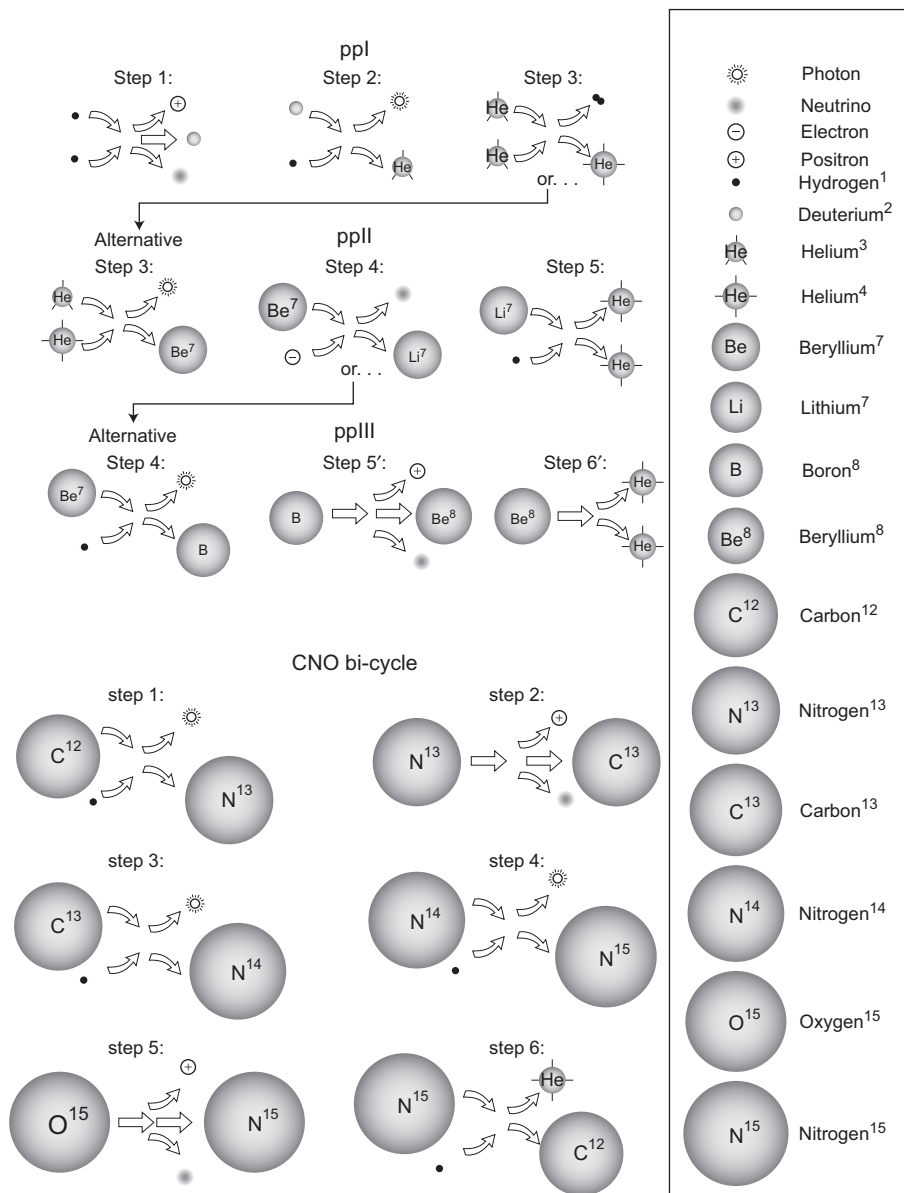 ppI
Step 1:
Step 2:
Step 3:
+
He
He
He
He
or. . .
Alternative
ppII
Step 3:
Step 4:
Step 5:
He
He
Be⁷
Be⁷
−
Li⁷
Li⁷
He
He
or. . .
Alternative
ppIII
Step 4:
Step 5′:
Step 6′:
Be⁷
B
B
+
Be⁸
Be⁸
He
He
CNO bi-cycle
step 1:
step 2:
C¹²
N¹³
N¹³
+
C¹³
step 3:
step 4:
C¹³
N¹⁴
N¹⁴
N¹⁵
step 5:
step 6:
O¹⁵
+
N¹⁵
N¹⁵
He
C¹²
Photon
Neutrino
− Electron
+ Positron
Hydrogen¹
Deuterium²
He Helium³
He Helium⁴
Be Beryllium⁷
Li Lithium⁷
B Boron⁸
Be⁸ Beryllium⁸
C¹² Carbon¹²
N¹³ Nitrogen¹³
C¹³ Carbon¹³
N¹⁴ Nitrogen¹⁴
O¹⁵ Oxygen¹⁵
N¹⁵ Nitrogen¹⁵